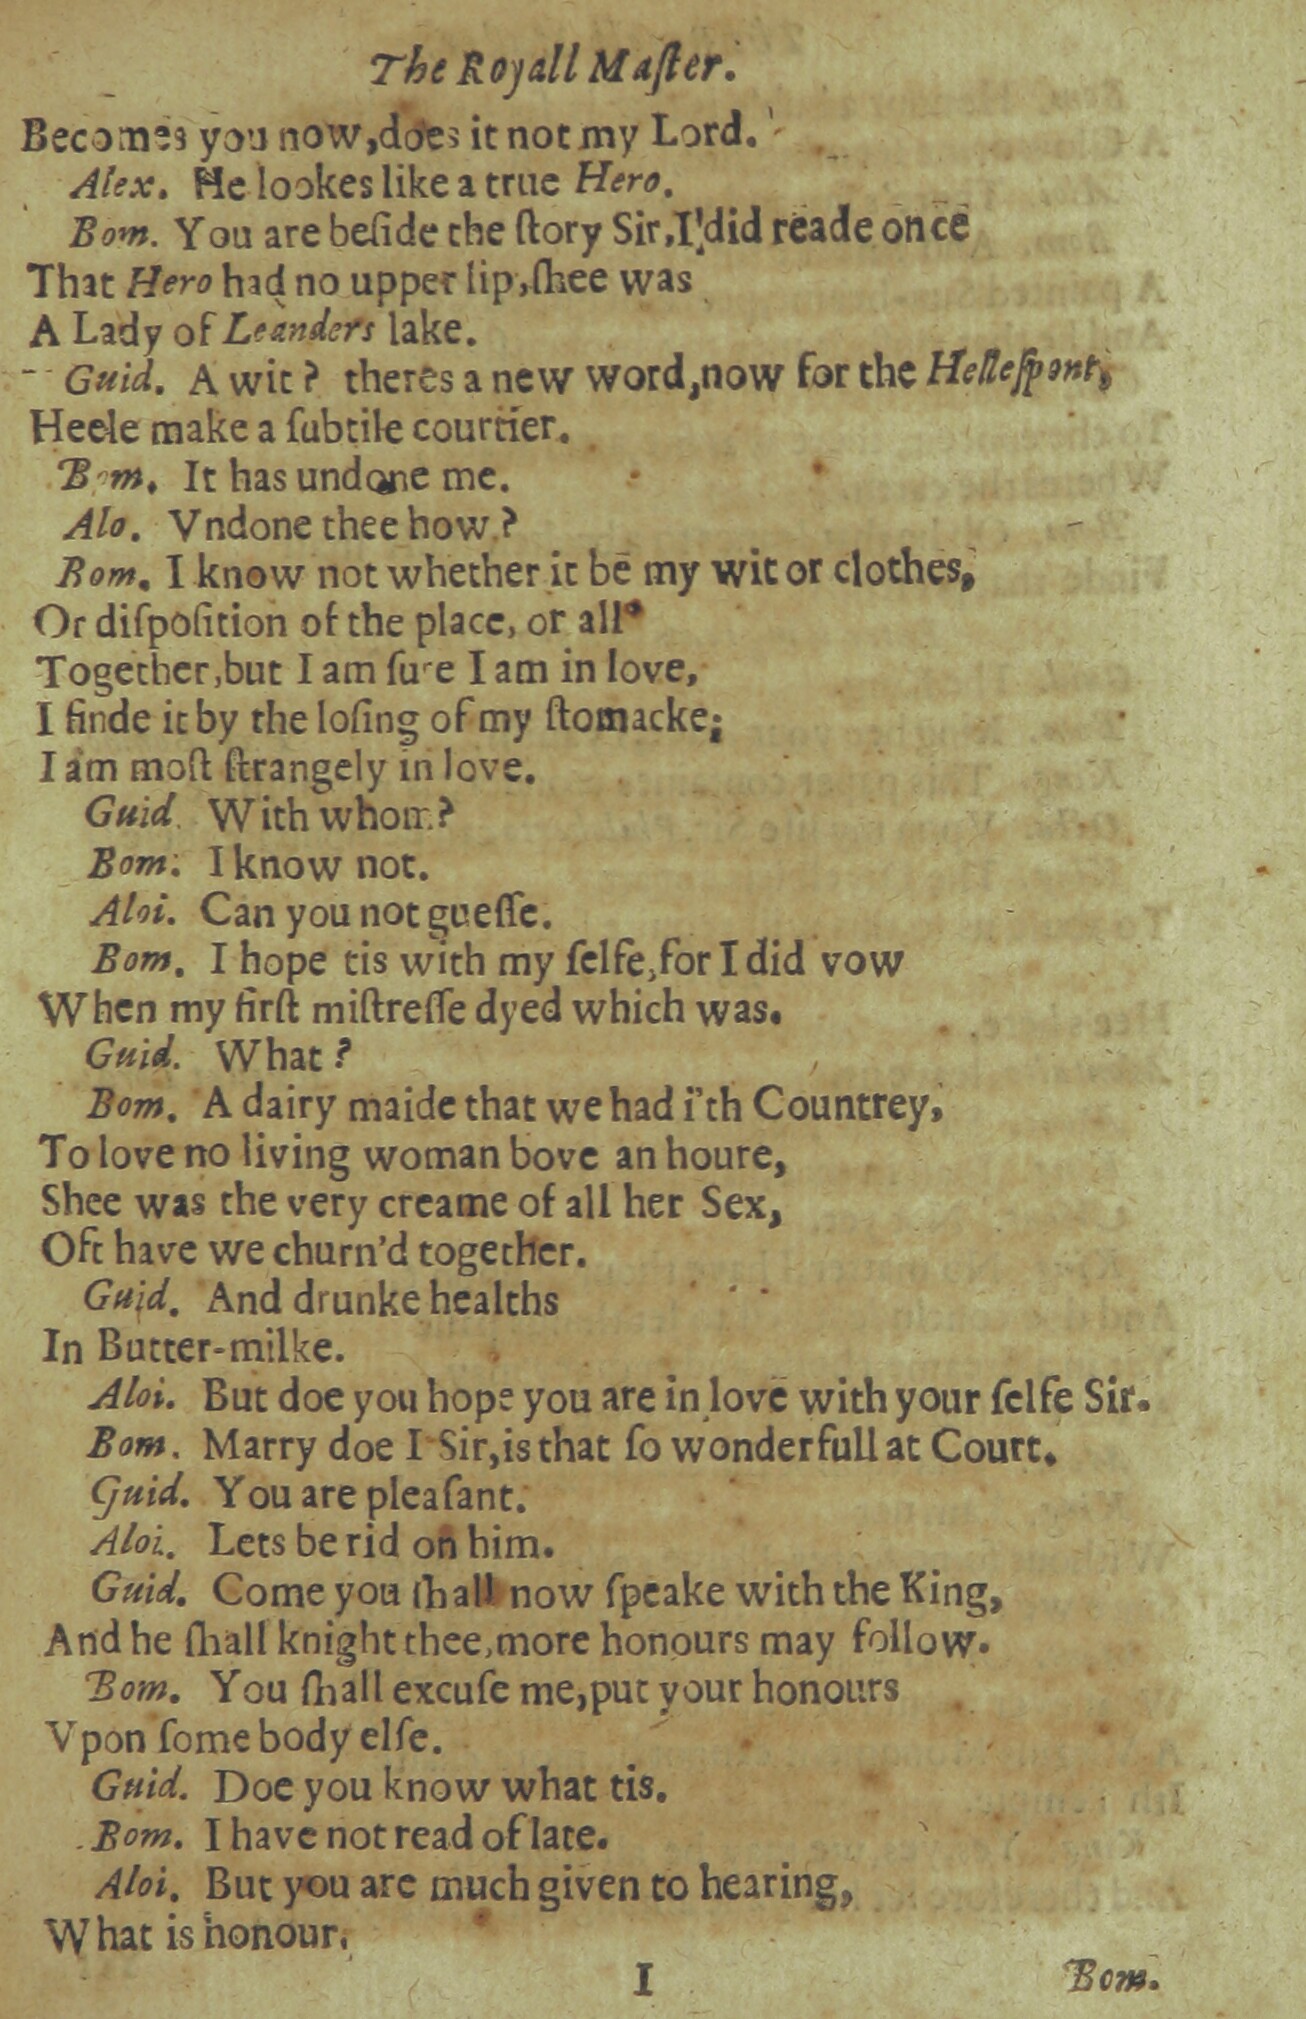 The Royall Maſter.
Becomes you now,does it not my Lord.
Alex. He lookes like a true Hero.
Bom. You are beſide the ſtory Sir,I did reade once
That Hero had no upper lip,ſhee was
A Lady of Leanders lake.
Guid. A wit? theres a new word,now for the Helleſpont,
Heele make a ſubtile courtier.
Bom. It has undone me.
Alo. Vndone thee how?
Bom. I know not whether it be my wit or clothes,
Or diſpoſition of the place, or all
Together,but I am ſure I am in love,
I finde it by the loſing of my ſtomacke;
I am moſt ſtrangely in love.
Guid. With whom?
Bom. I know not.
Aloi. Can you not gueſſe.
Bom. I hope tis with my ſelfe,for I did vow
When my firſt miſtreſſe dyed which was.
Guid. What?
Bom. A dairy maide that we had i'th Countrey,
To love no living woman bove an houre,
Shee was the very creame of all her Sex,
Oft have we churn'd together.
Guid. And drunke healths
In Butter-milke.
Aloi. But doe you hope you are in love with your ſelfe Sir.
Bom. Marry doe I Sir,is that ſo wonderfull at Court.
Guid. You are pleaſant.
Aloi. Lets be rid on him.
Guid. Come you ſhall now ſpeake with the King,
And he ſhall knight thee,more honours may follow.
Bom. You ſhall excuſe me,put your honours
Vpon ſome body elſe.
Guid. Doe you know what tis.
Bom. I have not read of late.
Aloi. But you are much given to hearing,
What is honour.
I
Bom.